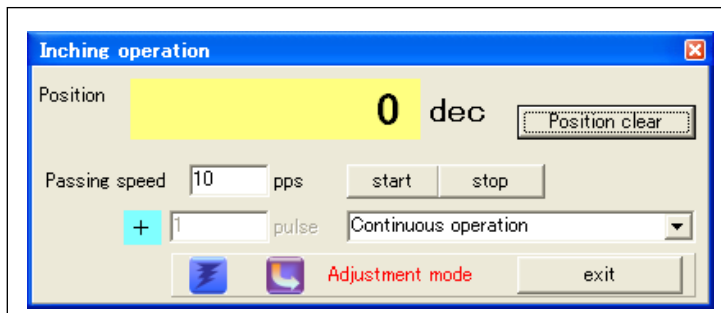 Inching operation
Position 0 dec Position clear
Passing speed 10 pps start stop
+ 1 pulse Continuous operation
Adjustment mode exit